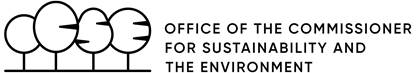 OFFICE OF THE COMMISSIONER
FOR SUSTAINABILITY AND
THE ENVIRONMENT